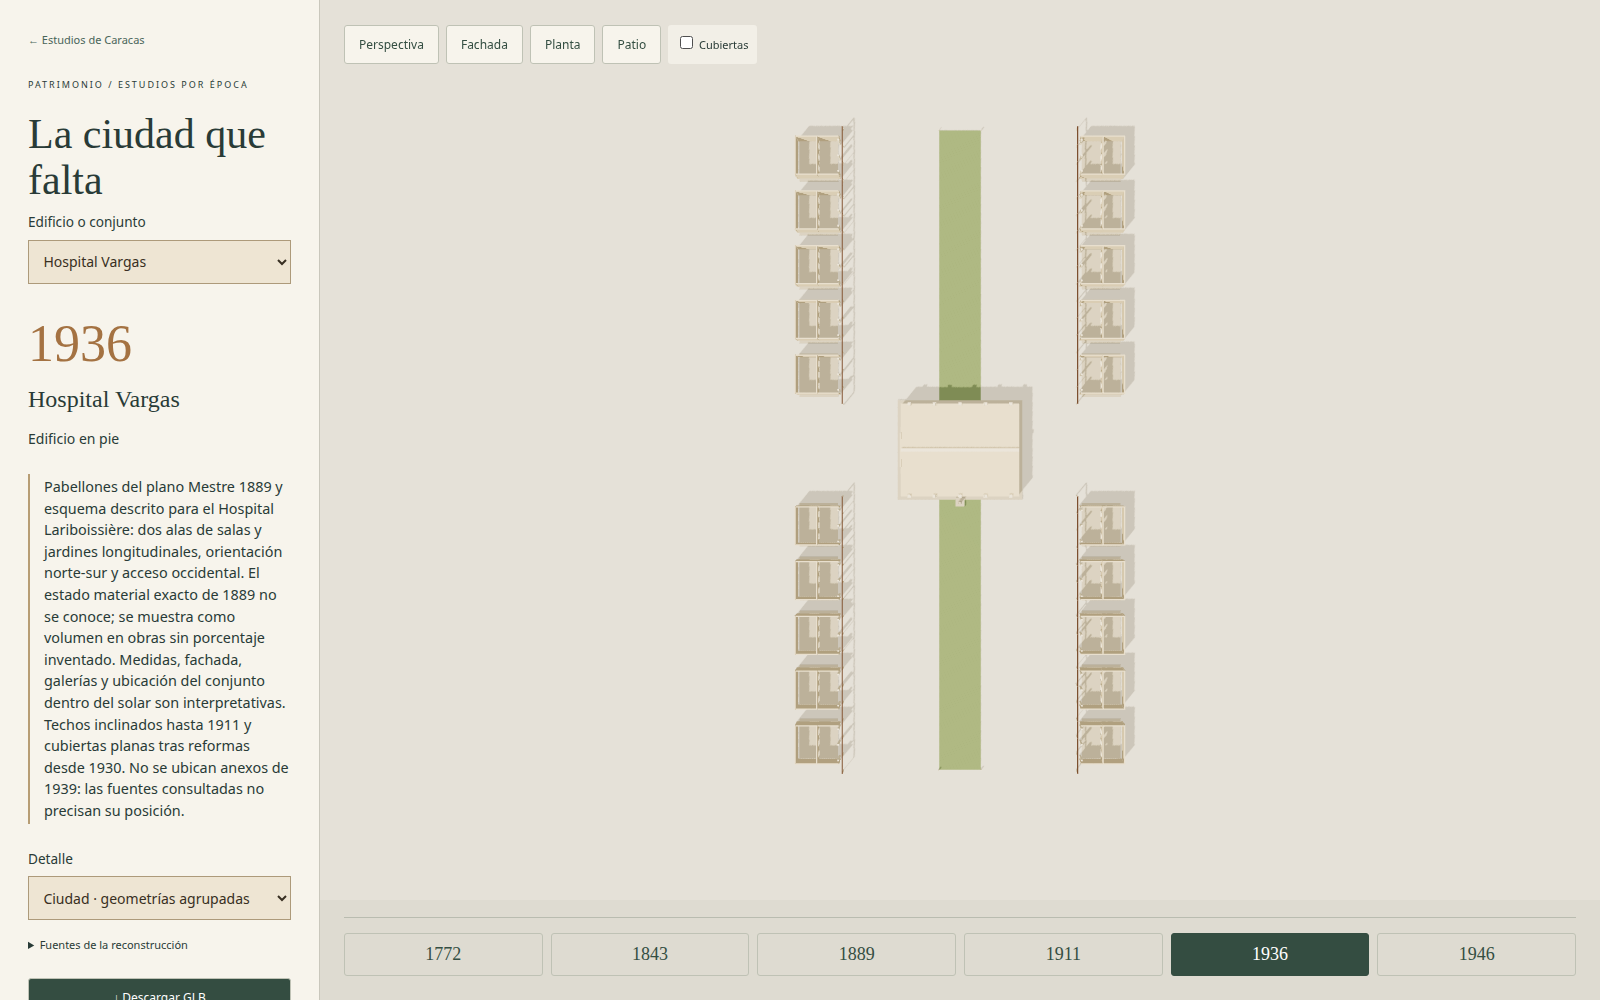 ← Estudios de Caracas
PATRIMONIO / ESTUDIOS POR ÉPOCA
La ciudad que
falta
Edificio o conjunto
Hospital Vargas
1936
Hospital Vargas
Edificio en pie
Pabellones del plano Mestre 1889 y
esquema descrito para el Hospital
Lariboissière: dos alas de salas y
jardines longitudinales, orientación
norte-sur y acceso occidental. El
estado material exacto de 1889 no
se conoce; se muestra como
volumen en obras sin porcentaje
inventado. Medidas, fachada,
galerías y ubicación del conjunto
dentro del solar son interpretativas.
Techos inclinados hasta 1911 y
cubiertas planas tras reformas
desde 1930. No se ubican anexos de
1939: las fuentes consultadas no
precisan su posición.
Detalle
Ciudad · geometrías agrupadas
▶ Fuentes de la reconstrucción
↓ Descargar GLB
Perspectiva
Fachada
Planta
Patio
Cubiertas
1772
1843
1889
1911
1936
1946